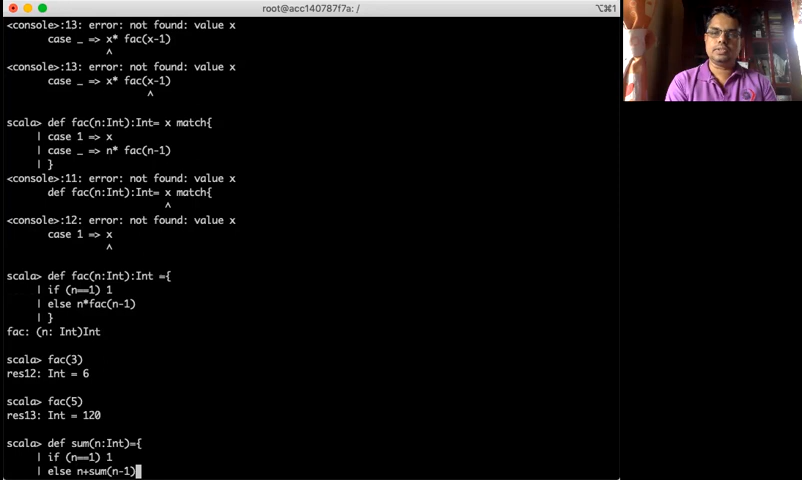 root@acc140787f7a: /
⌥⌘1
<console>:13: error: not found: value x
case _ => x* fac(x-1)
^
<console>:13: error: not found: value x
case _ => x* fac(x-1)
^
scala> def fac(n:Int):Int= x match{
| case 1 => x
| case _ => n* fac(n-1)
| }
<console>:11: error: not found: value x
def fac(n:Int):Int= x match{
^
<console>:12: error: not found: value x
case 1 => x
^
scala> def fac(n:Int):Int ={
| if (n==1) 1
| else n*fac(n-1)
| }
fac: (n: Int)Int
scala> fac(3)
res12: Int = 6
scala> fac(5)
res13: Int = 120
scala> def sum(n:Int)={
| if (n==1) 1
| else n+sum(n-1)